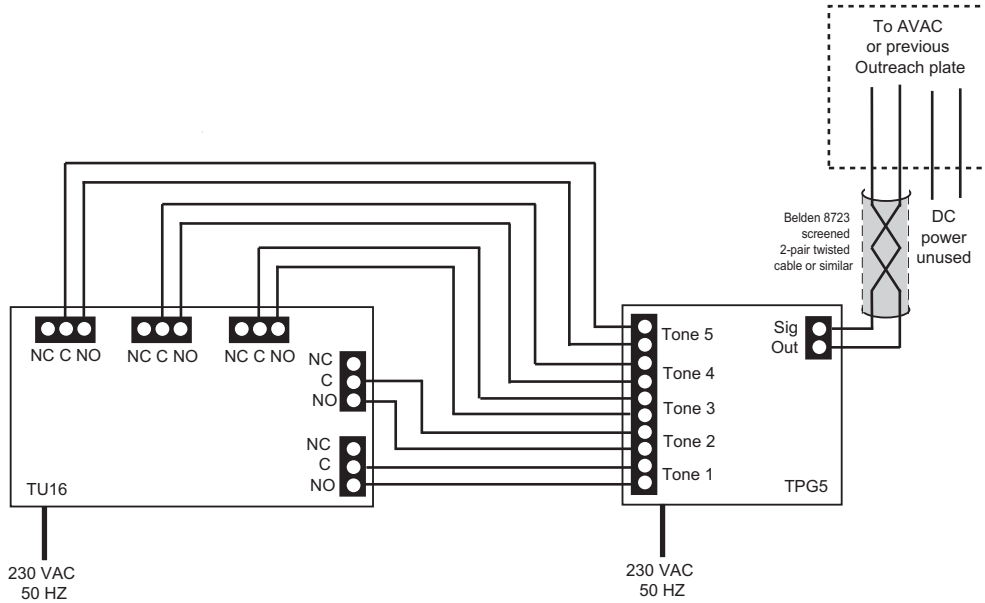 To AVAC
or previous
Outreach plate
Belden 8723
screened
2-pair twisted
cable or similar
DC
power
unused
NC C NO
NC C NO
NC C NO
NC
C
NO
NC
C
NO
TU16
230 VAC
50 HZ
Tone 5
Tone 4
Tone 3
Tone 2
Tone 1
Sig
Out
TPG5
230 VAC
50 HZ